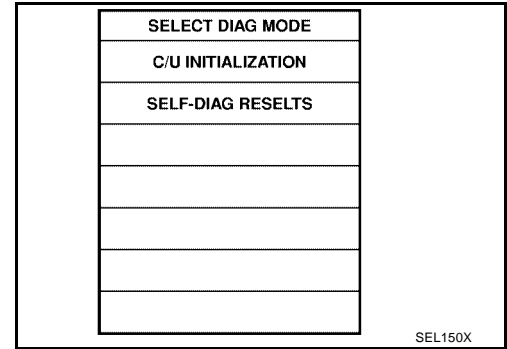 SELECT DIAG MODE
C/U INITIALIZATION
SELF-DIAG RESELTS
SEL150X